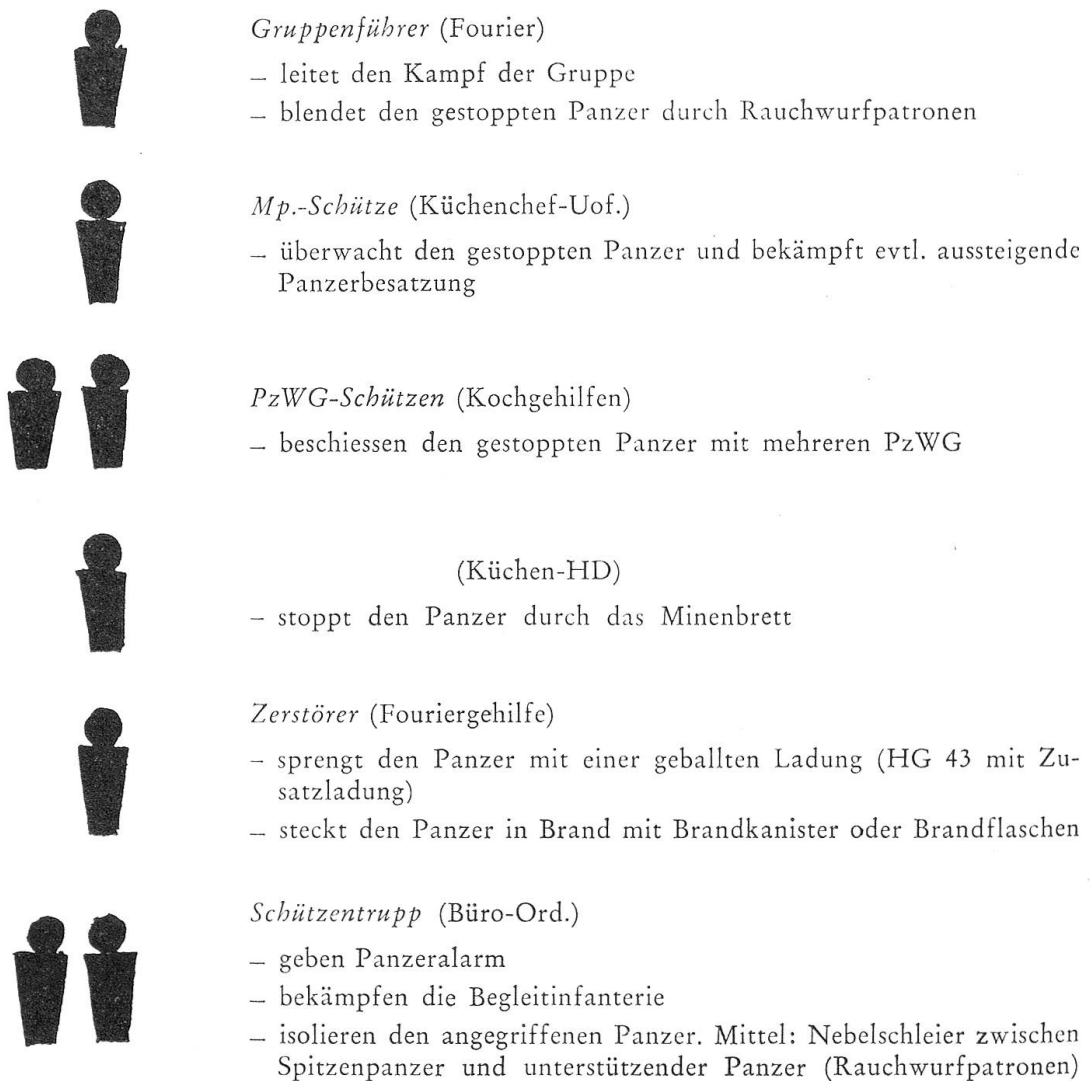 Gruppenführer (Fourier)
– leitet den Kampf der Gruppe
– blendet den gestoppten Panzer durch Rauchwurfpatronen
Mp.-Schütze (Küchenchef-Uof.)
– überwacht den gestoppten Panzer und bekämpft evtl. aussteigende
Panzerbesatzung
PzWG-Schützen (Kochgehilfen)
– beschiessen den gestoppten Panzer mit mehreren PzWG
(Küchen-HD)
– stoppt den Panzer durch das Minenbrett
Zerstörer (Fouriergehilfe)
– sprengt den Panzer mit einer geballten Ladung (HG 43 mit Zu-
satzladung)
– steckt den Panzer in Brand mit Brandkanister oder Brandflaschen
Schützentrupp (Büro-Ord.)
– geben Panzeralarm
– bekämpfen die Begleitinfanterie
– isolieren den angegriffenen Panzer. Mittel: Nebelschleier zwischen
Spitzenpanzer und unterstützender Panzer (Rauchwurfpatronen)